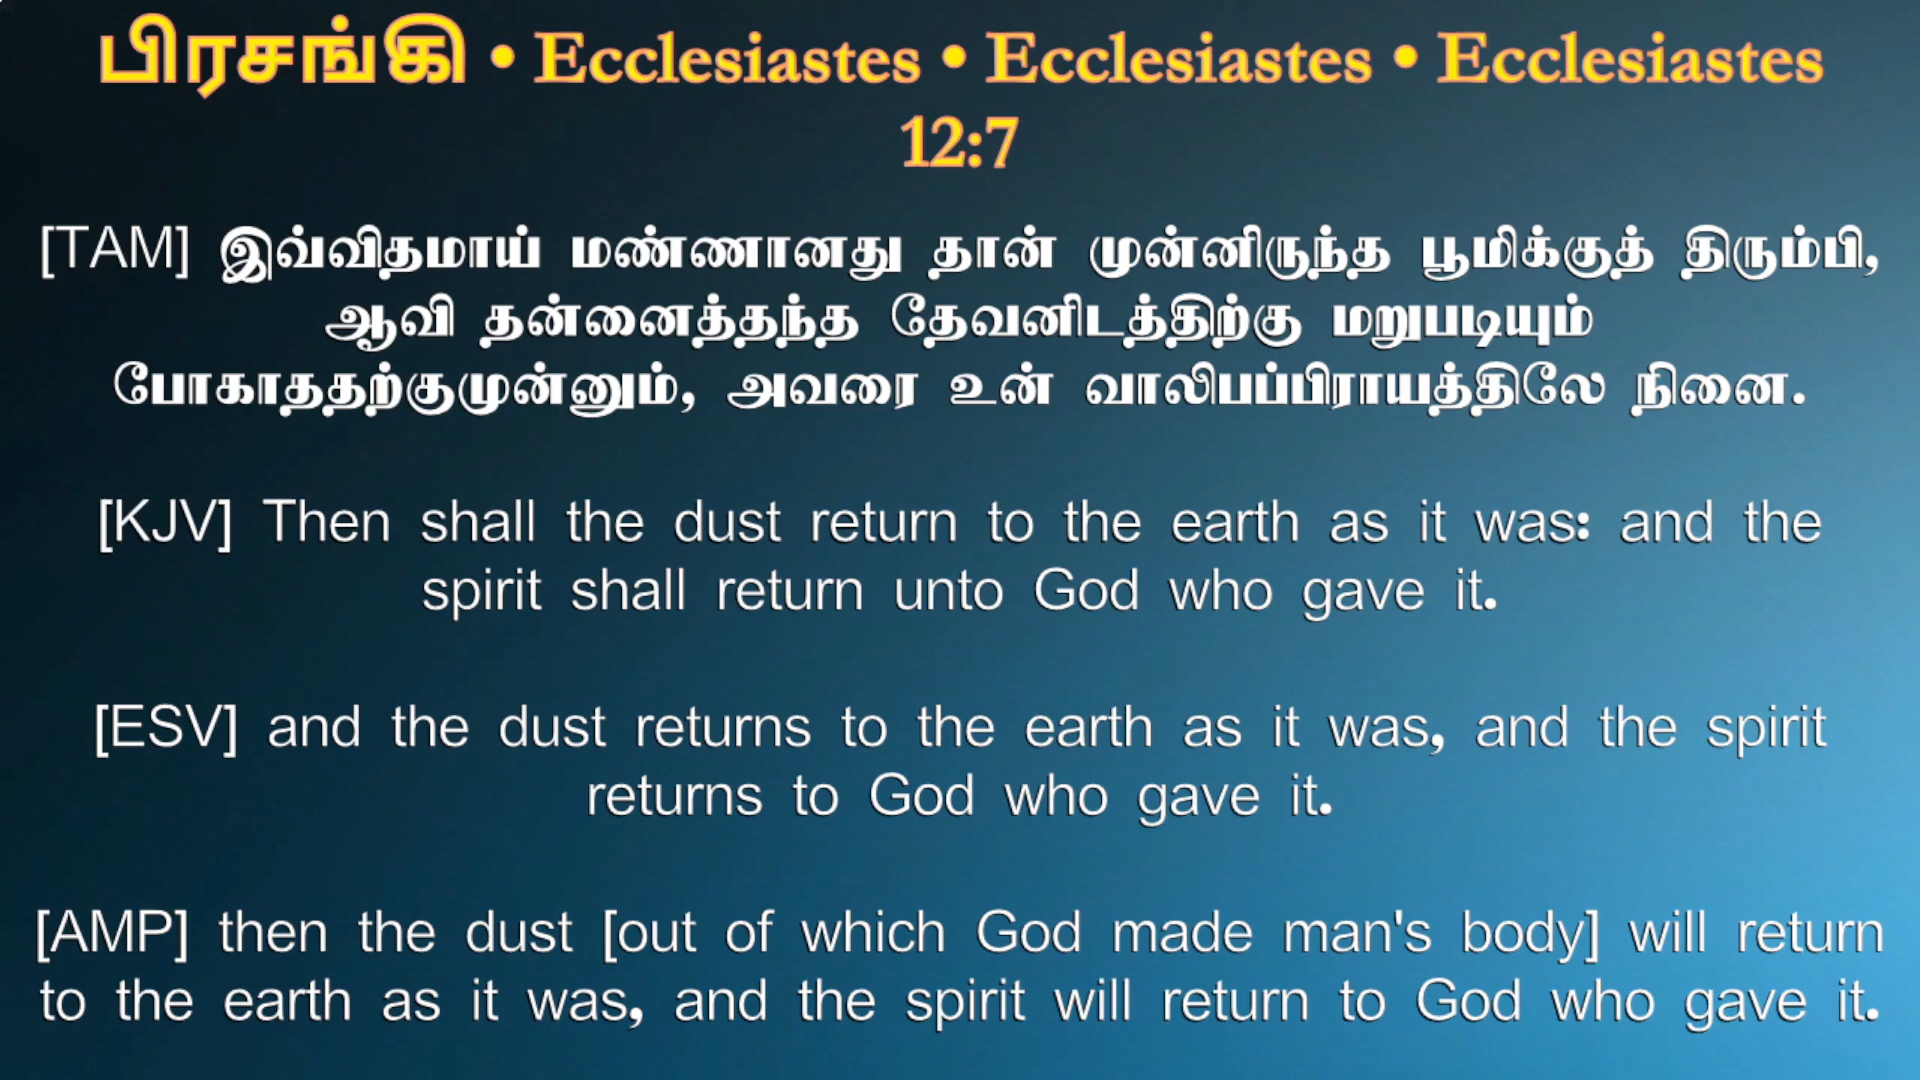 பிரசங்கி • Ecclesiastes • Ecclesiastes • Ecclesiastes
12:7
[TAM] இவ்விதமாய் மண்ணானது தான் முன்னிருந்த பூமிக்குத் திரும்பி,
ஆவி தன்னைத்தந்த தேவனிடத்திற்கு மறுபடியும்
போகாததற்குமுன்னும், அவரை உன் வாலிபப்பிராயத்திலே நினை.
[KJV] Then shall the dust return to the earth as it was: and the
spirit shall return unto God who gave it.
[ESV] and the dust returns to the earth as it was, and the spirit
returns to God who gave it.
[AMP] then the dust [out of which God made man's body] will return
to the earth as it was, and the spirit will return to God who gave it.